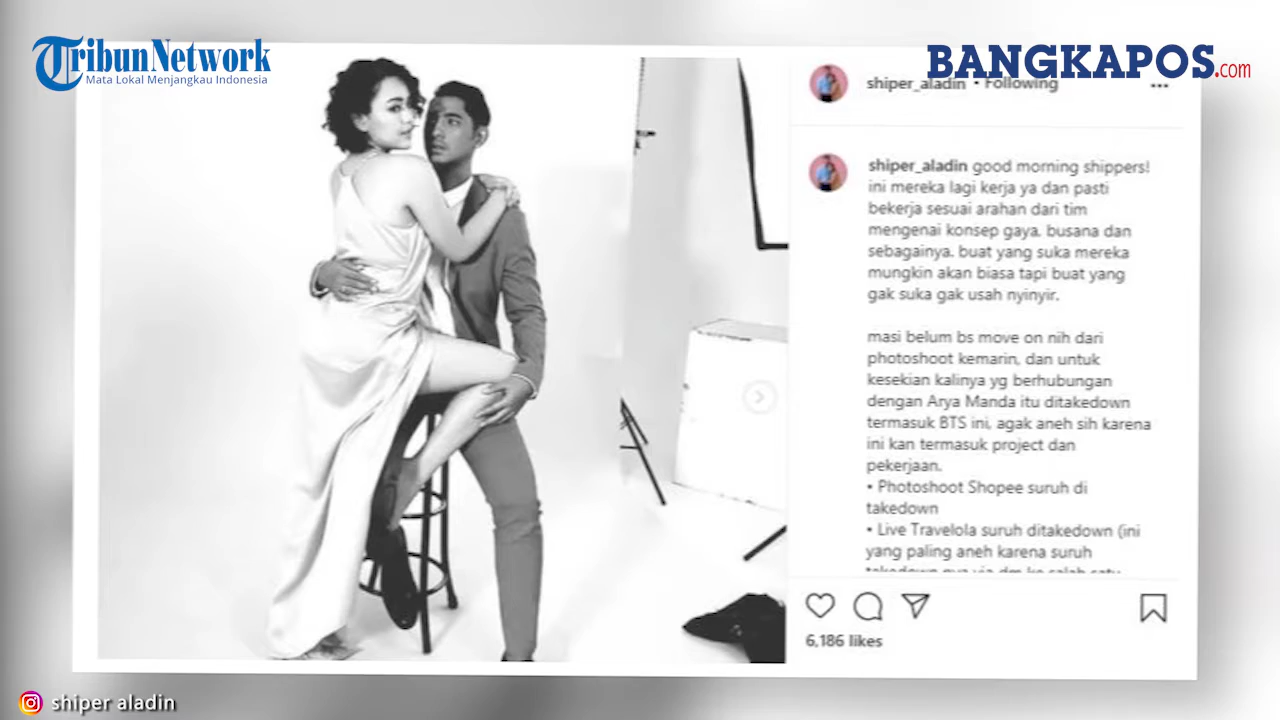 Tribun Network
Mata Lokal Menjangkau Indonesia
BANGKAPOS.com
shiper_aladin • Following
shiper_aladin good morning shippers!
ini mereka lagi kerja ya dan pasti
bekerja sesuai arahan dari tim
mengenai konsep gaya. busana dan
sebagainya. buat yang suka mereka
mungkin akan biasa tapi buat yang
gak suka gak usah nyinyir.
masi belum bs move on nih dari
photoshoot kemarin, dan untuk
kesekian kalinya yg berhubungan
dengan Arya Manda itu ditakedown
termasuk BTS ini, agak aneh sih karena
ini kan termasuk project dan
pekerjaan.
• Photoshoot Shopee suruh di
takedown
• Live Travelola suruh ditakedown (ini
yang paling aneh karena suruh
6,186 likes
shiper aladin